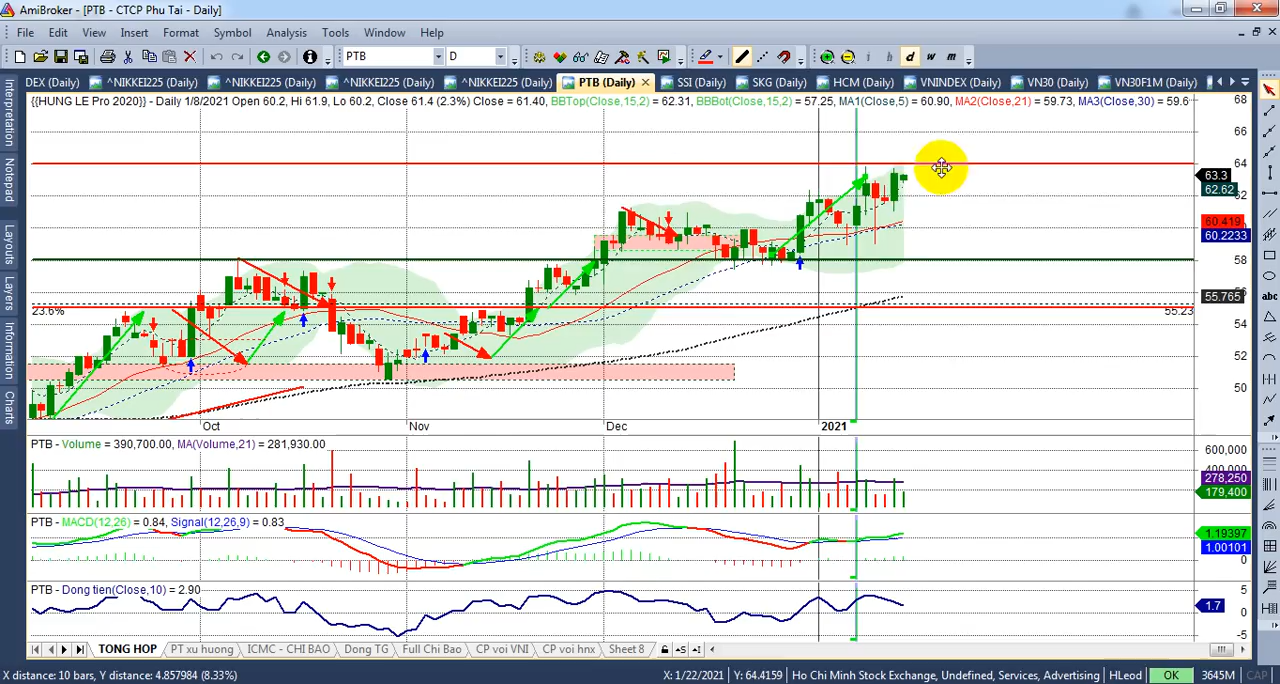 AmiBroker - [PTB - CTCP Phu Tai - Daily]
File Edit View Insert Format Symbol Analysis Tools Window Help
PTB D i h d w m
DEX (Daily) ^NIKKEI225 (Daily) ^NIKKEI225 (Daily) ^NIKKEI225 (Daily) ^NIKKEI225 (Daily) PTB (Daily) SSI (Daily) SKG (Daily) HCM (Daily) VNINDEX (Daily) VN30 (Daily) VN30F1M (Daily)
{{HUNG LE Pro 2020}} - Daily 1/8/2021 Open 60.2, Hi 61.9, Lo 60.2, Close 61.4 (2.3%) Close = 61.40, BBTop(Close,15,2) = 62.31, BBBot(Close,15,2) = 57.25, MA1(Close,5) = 60.90, MA2(Close,21) = 59.73, MA3(Close,30) = 59.6
68
66
64
63.3
62.62
62
60.419
60.2233
58
55.765
23.6%
55.23
54
52
50
Oct Nov Dec 2021
Interpretation
Notepad
Layouts
Layers
Information
Charts
abc
PTB - Volume = 390,700.00, MA(Volume,21) = 281,930.00
600,000
400,000
278,250
179,400
PTB - MACD(12,26) = 0.84, Signal(12,26,9) = 0.83
1.19397
1.00101
0
PTB - Dong tien(Close,10) = 2.90
5
1.7
0
-5
TONG HOP PT xu huong ICMC - CHI BAO Dong TG Full Chi Bao CP voi VNI CP voi hnx Sheet 8
X distance: 10 bars, Y distance: 4.857984 (8.33%) X: 1/22/2021 Y: 64.4159 Ho Chi Minh Stock Exchange, Undefined, Services, Advertising HLeod OK 3645M CAP